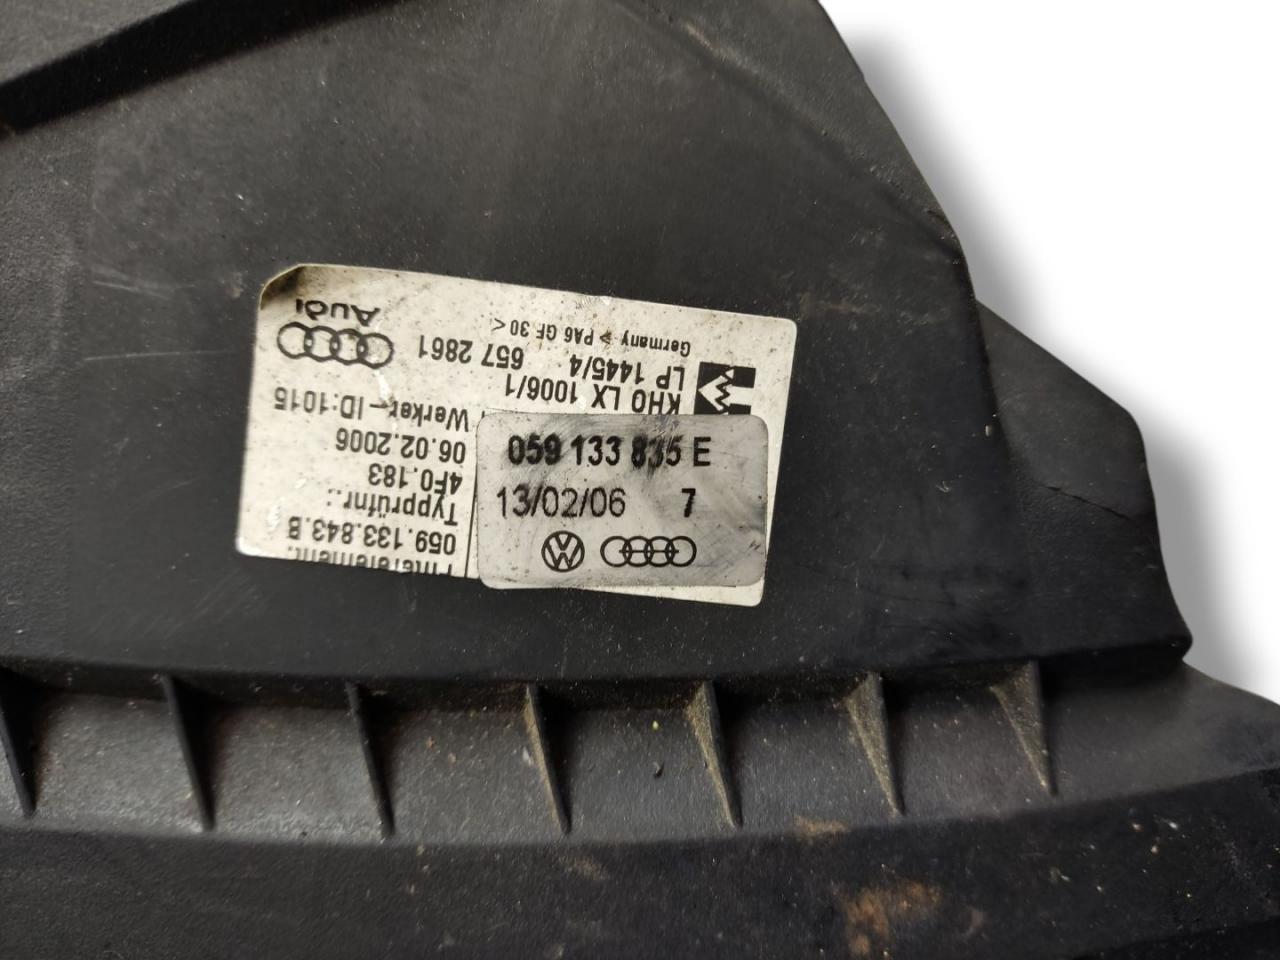 059 133 835 E
13/02/06 7
059.133.843.B
Typprüfnr.:
4F0.183
06.02.2006
Werker-ID:1015
KHO LX 1006/1
LP 1445/4
657 2861
Germany > PA6 GF 30 <
Audi